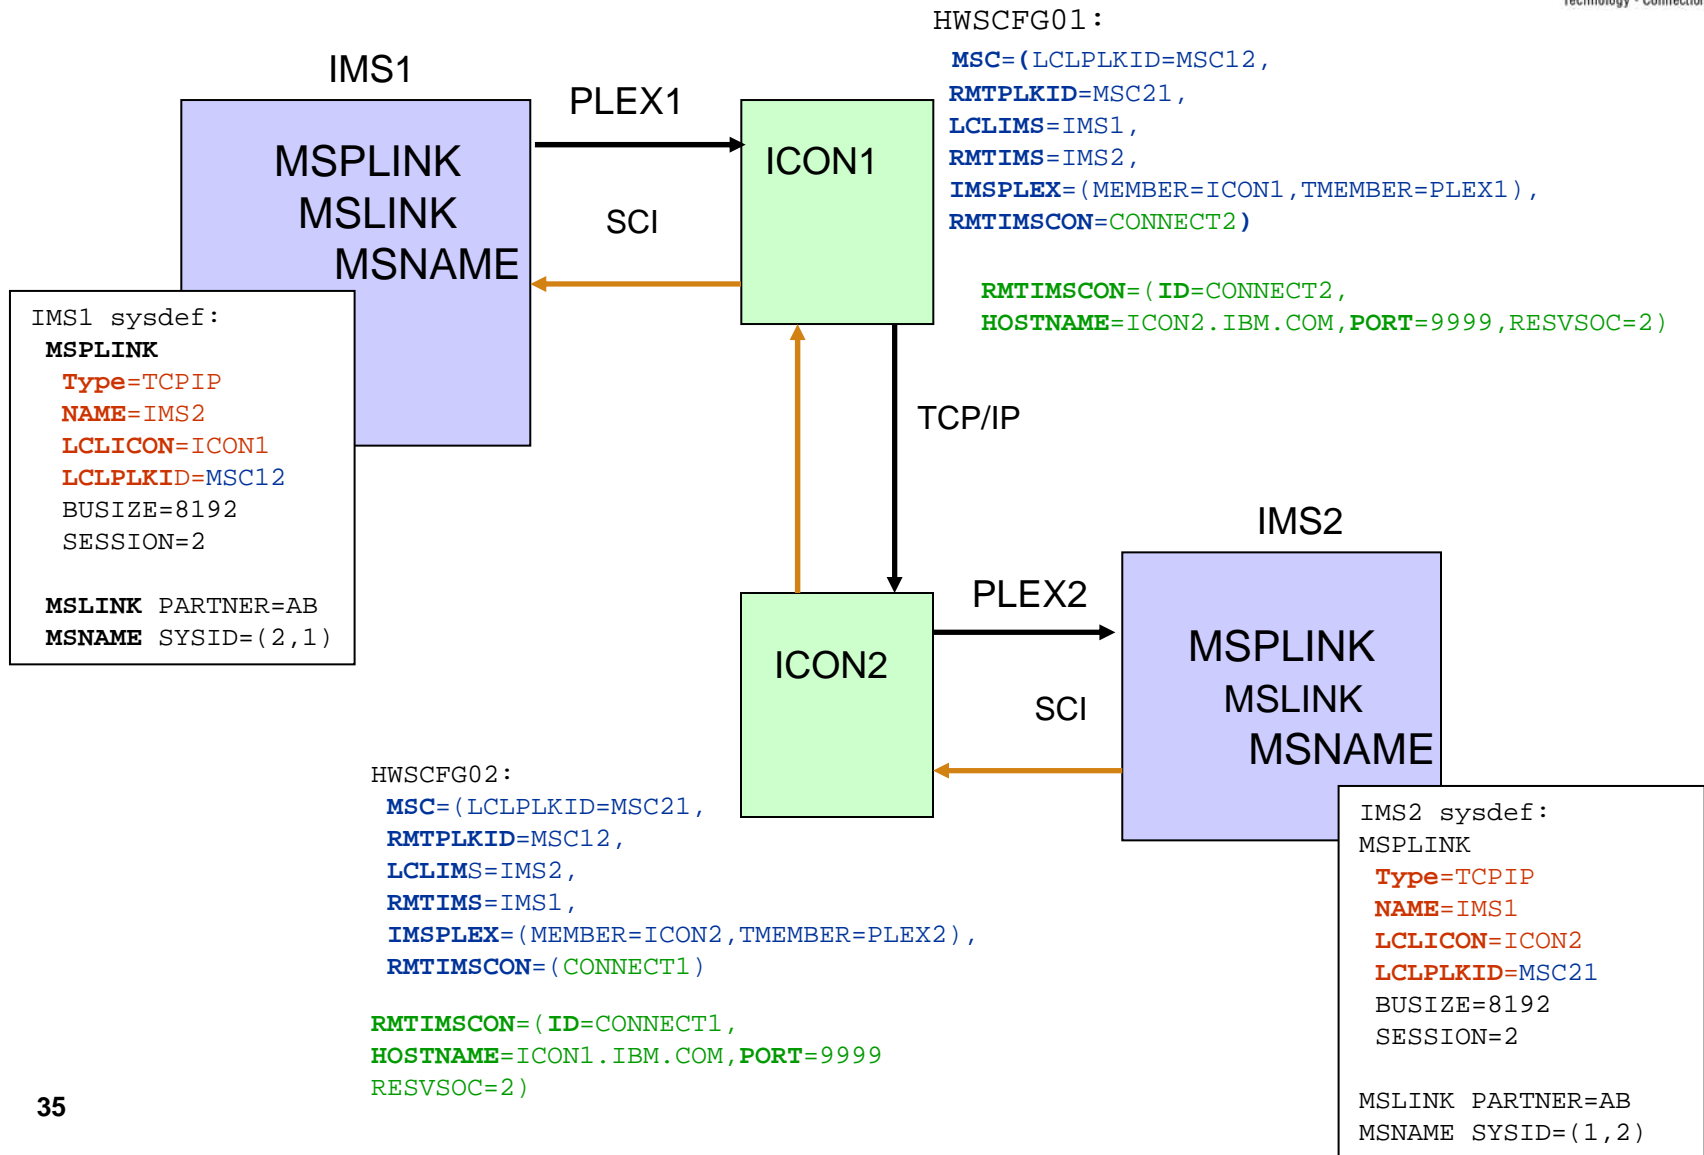 Technology - Connection
HWSCFG01:
MSC=(LCLPLKID=MSC12,
RMTPLKID=MSC21,
LCLIMS=IMS1,
RMTIMS=IMS2,
IMSPLEX=(MEMBER=ICON1,TMEMBER=PLEX1),
RMTIMSCON=CONNECT2)
RMTIMSCON=(ID=CONNECT2,
HOSTNAME=ICON2.IBM.COM,PORT=9999,RESVSOC=2)
IMS1
PLEX1
MSPLINK
MSLINK
MSNAME
SCI
ICON1
IMS1 sysdef:
MSPLINK
Type=TCPIP
NAME=IMS2
LCLICON=ICON1
LCLPLKID=MSC12
BUSIZE=8192
SESSION=2
MSLINK PARTNER=AB
MSNAME SYSID=(2,1)
TCP/IP
IMS2
PLEX2
ICON2
SCI
MSPLINK
MSLINK
MSNAME
HWSCFG02:
MSC=(LCLPLKID=MSC21,
RMTPLKID=MSC12,
LCLIMS=IMS2,
RMTIMS=IMS1,
IMSPLEX=(MEMBER=ICON2,TMEMBER=PLEX2),
RMTIMSCON=(CONNECT1)
RMTIMSCON=(ID=CONNECT1,
HOSTNAME=ICON1.IBM.COM,PORT=9999
RESVSOC=2)
IMS2 sysdef:
MSPLINK
Type=TCPIP
NAME=IMS1
LCLICON=ICON2
LCLPLKID=MSC21
BUSIZE=8192
SESSION=2
MSLINK PARTNER=AB
MSNAME SYSID=(1,2)
35